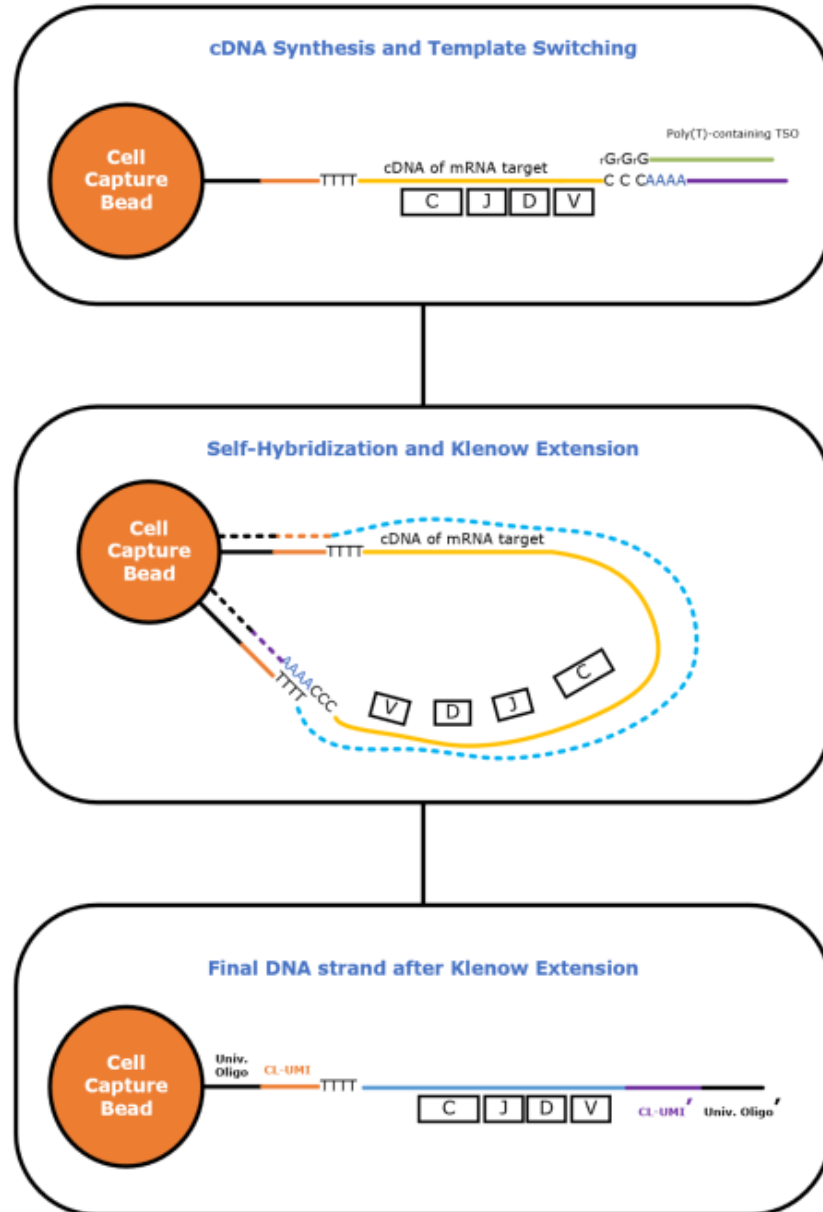 cDNA Synthesis and Template Switching
Cell
Capture
Bead
TTTT
cDNA of mRNA target
C J D V
rGrGrG
C C CAAAA
Poly(T)-containing TSO
Self-Hybridization and Klenow Extension
Cell
Capture
Bead
TTTT
cDNA of mRNA target
AAAACCC
TTTT
V D J C
Final DNA strand after Klenow Extension
Cell
Capture
Bead
Univ.
Oligo
CL-UMI
TTTT
C J D V
CL-UMI′
Univ. Oligo′